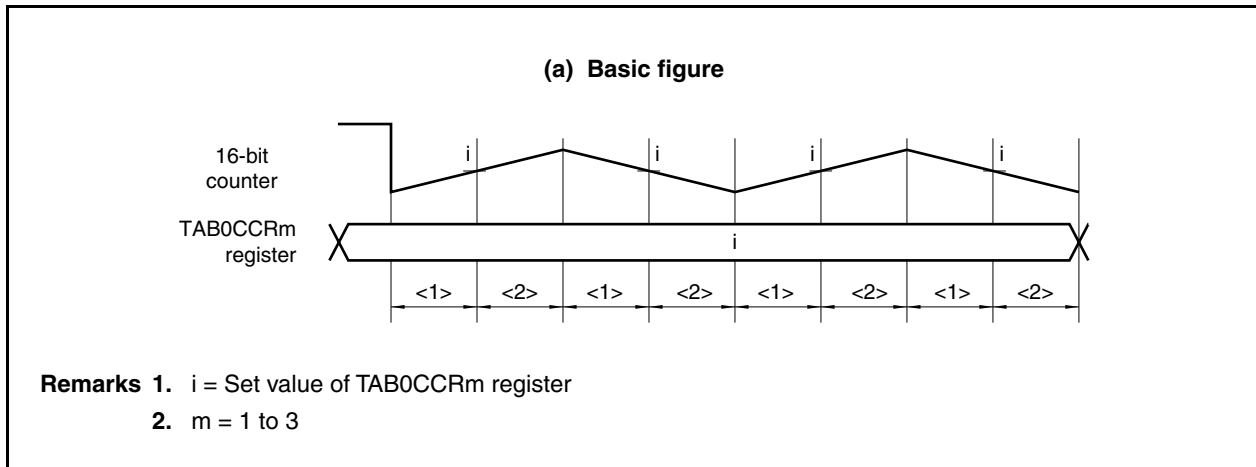 (a) Basic figure
16-bit
counter
i i i i
TAB0CCRm
register
i
<1> <2> <1> <2> <1> <2> <1> <2>
Remarks 1. i = Set value of TAB0CCRm register
2. m = 1 to 3